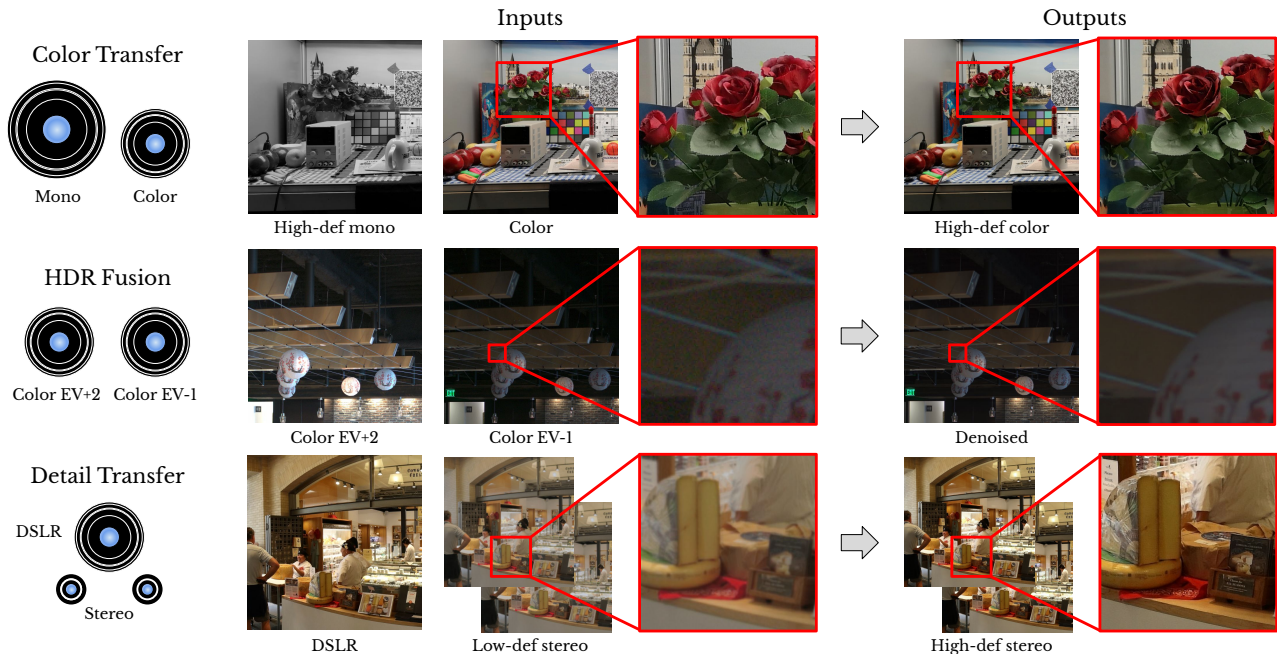 Inputs
Outputs
Color Transfer
Mono
Color
High-def mono
Color
High-def color
HDR Fusion
Color EV+2
Color EV-1
EXIT
EXIT
Color EV+2
Color EV-1
Denoised
Detail Transfer
DSLR
Stereo
DSLR
Low-def stereo
High-def stereo